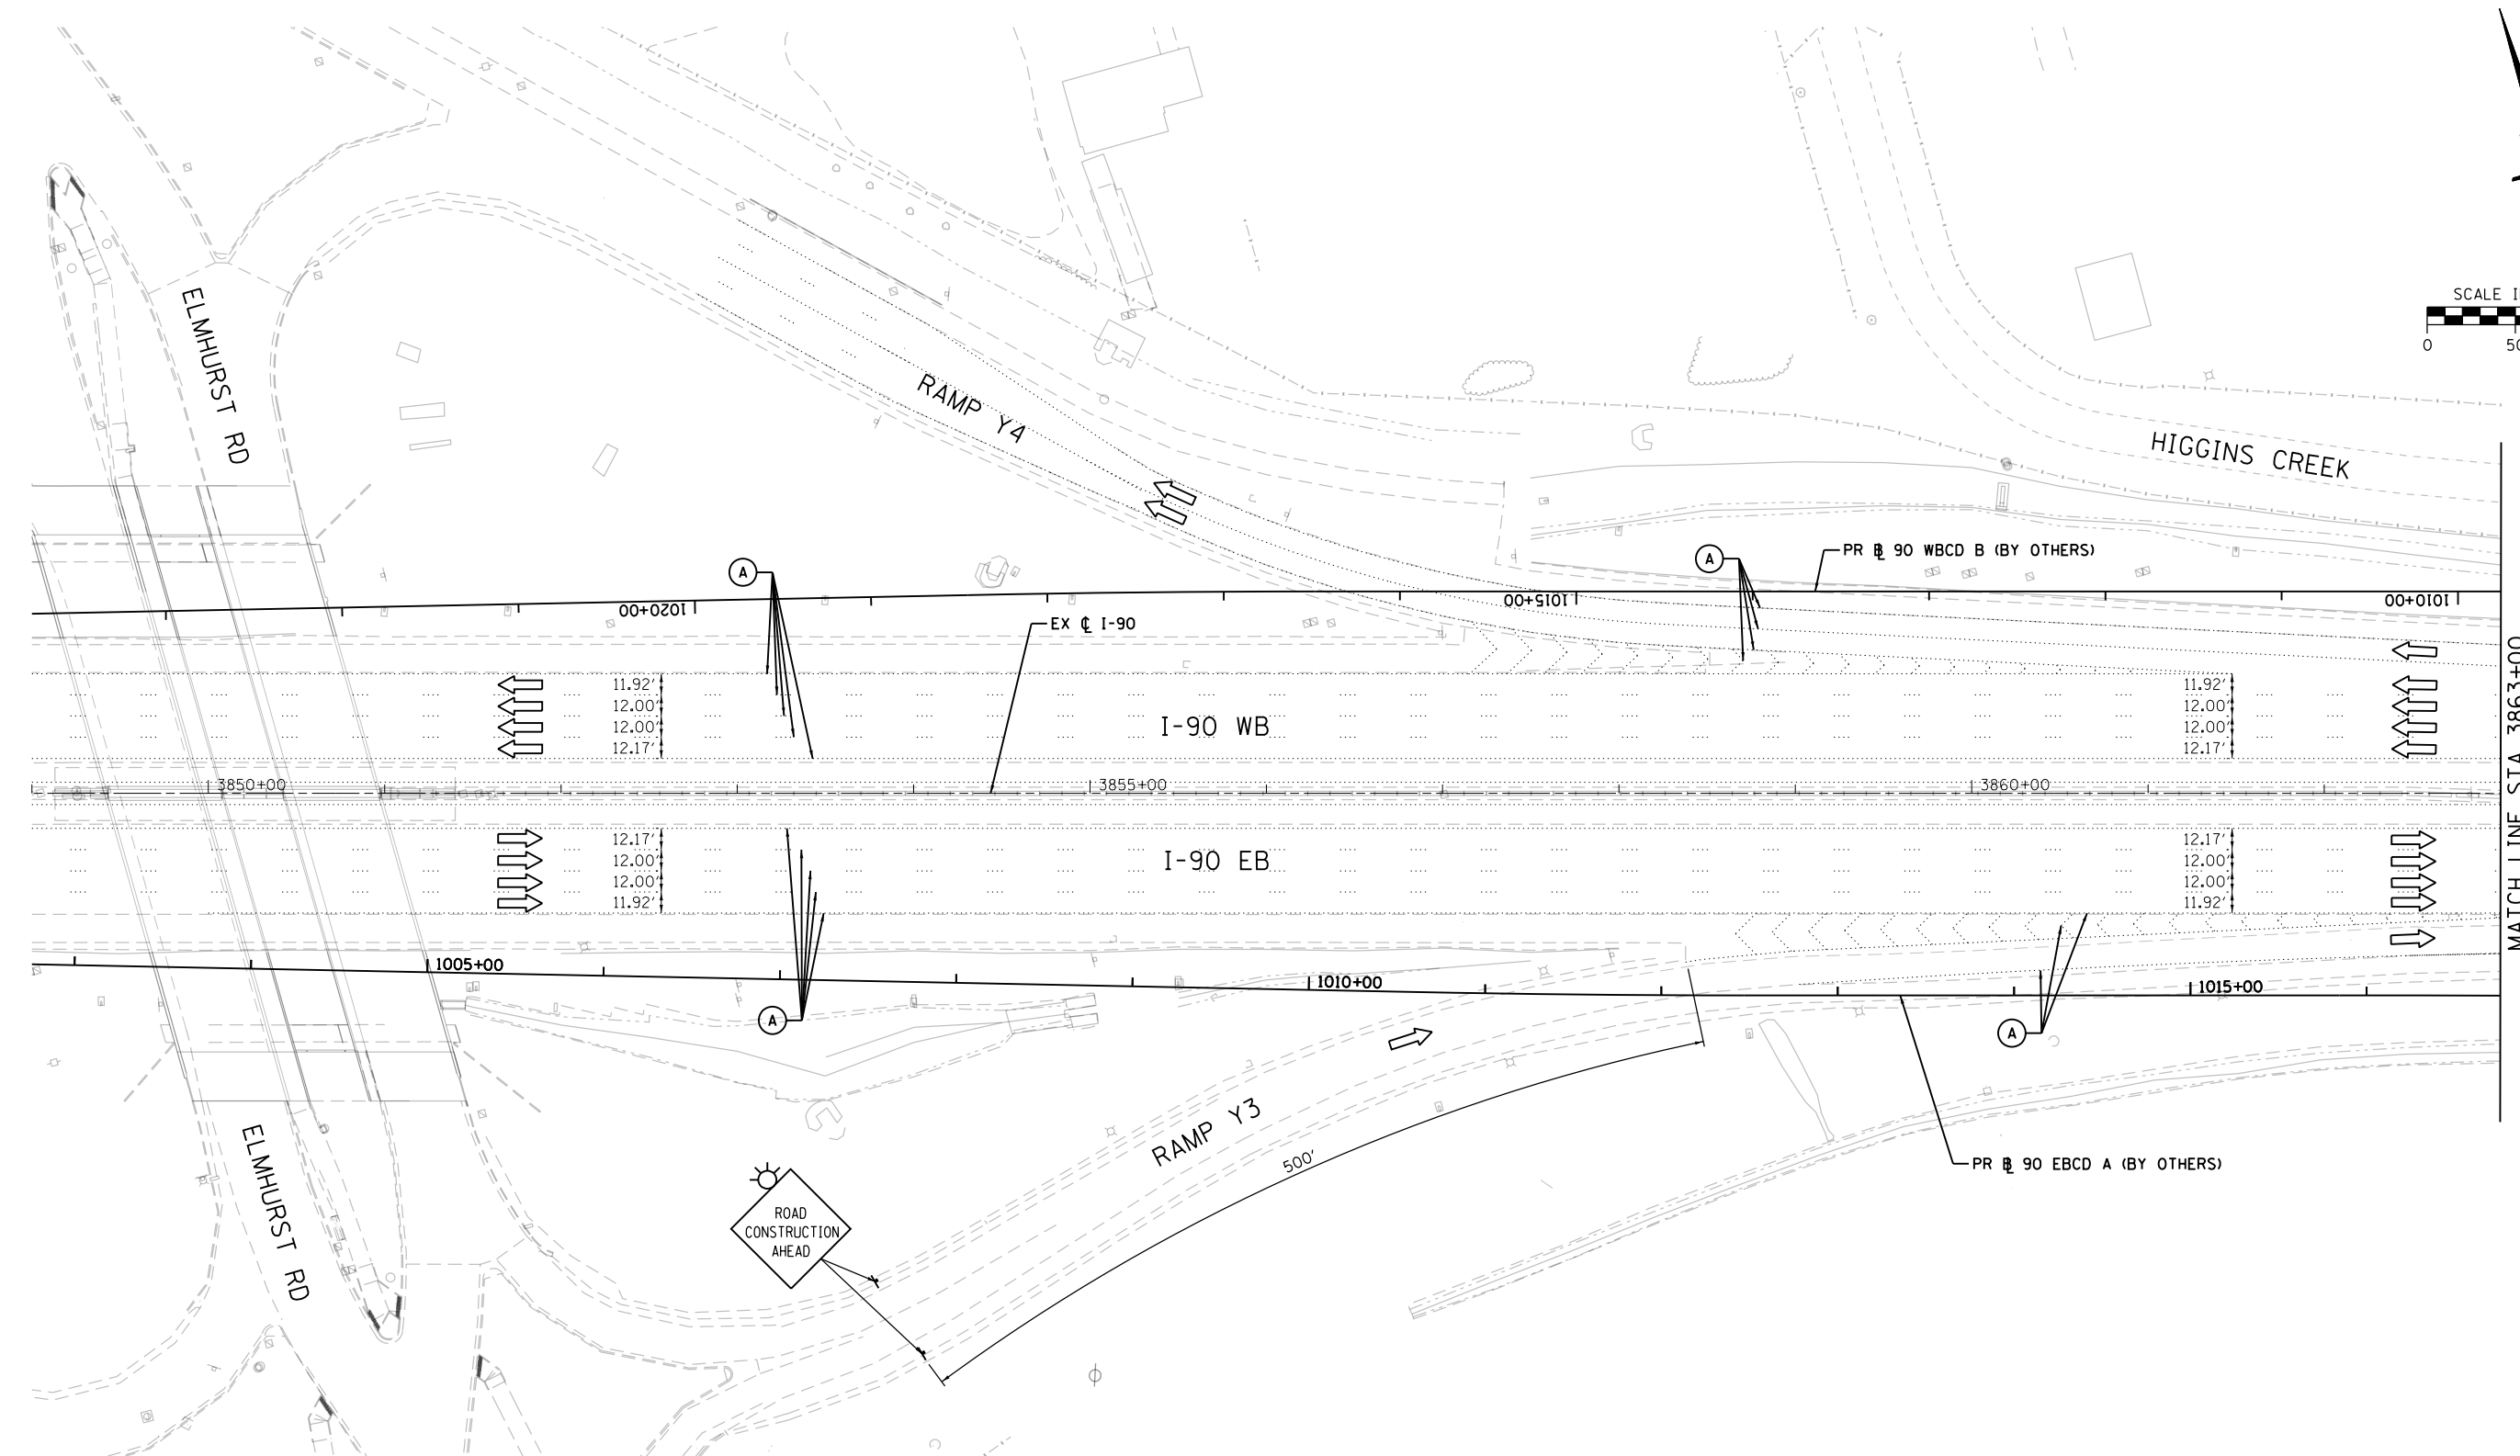 ELMHURST RD
RAMP Y4
HIGGINS CREEK
SCALE
0
A
A
PR BL 90 WBCD B (BY OTHERS)
1020+00
1015+00
1010+00
EX CL I-90
11.92'
12.00'
12.00'
12.17'
I-90 WB
11.92'
12.00'
12.00'
12.17'
3850+00
3855+00
3860+00
MATCH LINE STA 3863+00
12.17'
12.00'
12.00'
11.92'
I-90 EB
12.17'
12.00'
12.00'
11.92'
1005+00
1010+00
1015+00
A
A
RAMP Y3
500'
PR BL 90 EBCD A (BY OTHERS)
ELMHURST RD
ROAD
CONSTRUCTION
AHEAD